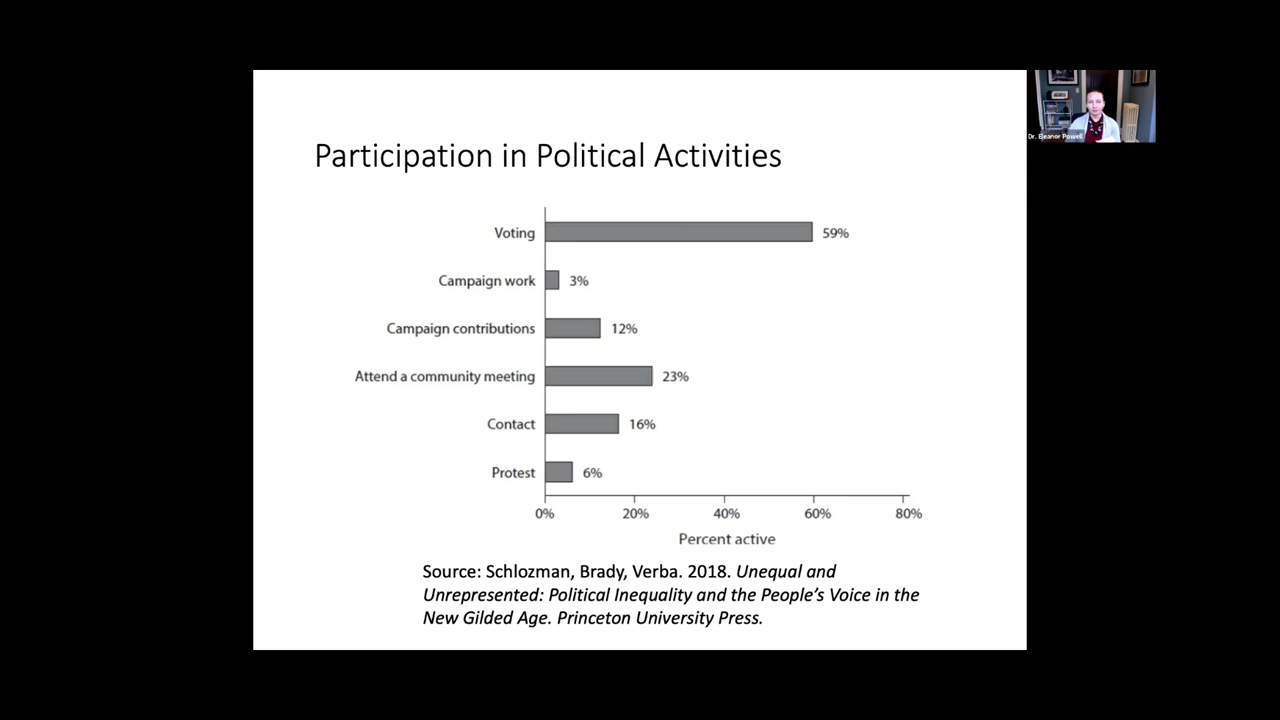 Dr. Eleanor Powell
Participation in Political Activities
Voting
59%
Campaign work
3%
Campaign contributions
12%
Attend a community meeting
23%
Contact
16%
Protest
6%
0%
20%
40%
60%
80%
Percent active
Source: Schlozman, Brady, Verba. 2018. Unequal and
Unrepresented: Political Inequality and the People’s Voice in the
New Gilded Age. Princeton University Press.